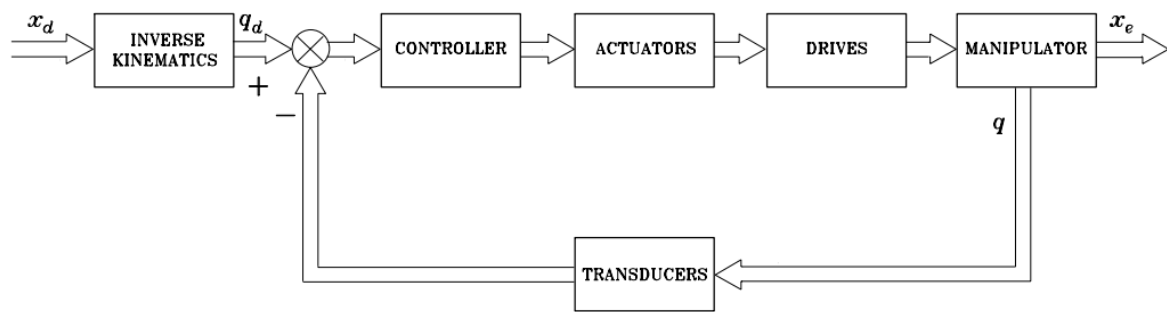 x_d
INVERSE
KINEMATICS
q_d
+
−
CONTROLLER
ACTUATORS
DRIVES
MANIPULATOR
x_e
q
TRANSDUCERS